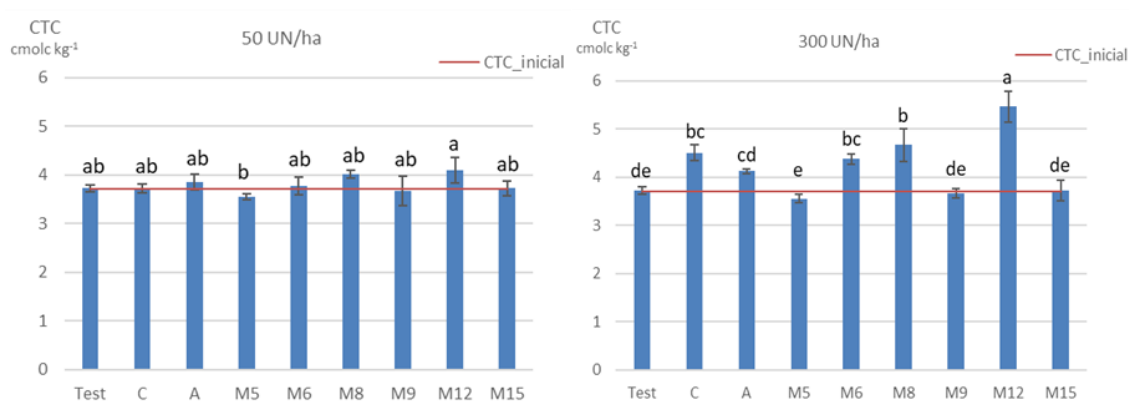 CTC
cmolc kg⁻¹
50 UN/ha
CTC_inicial
6
5
4
3
2
1
0
ab ab ab b ab ab ab a ab
Test C A M5 M6 M8 M9 M12 M15
CTC
cmolc kg⁻¹
300 UN/ha
CTC_inicial
6
5
4
3
2
1
0
de bc cd e bc b de a de
Test C A M5 M6 M8 M9 M12 M15